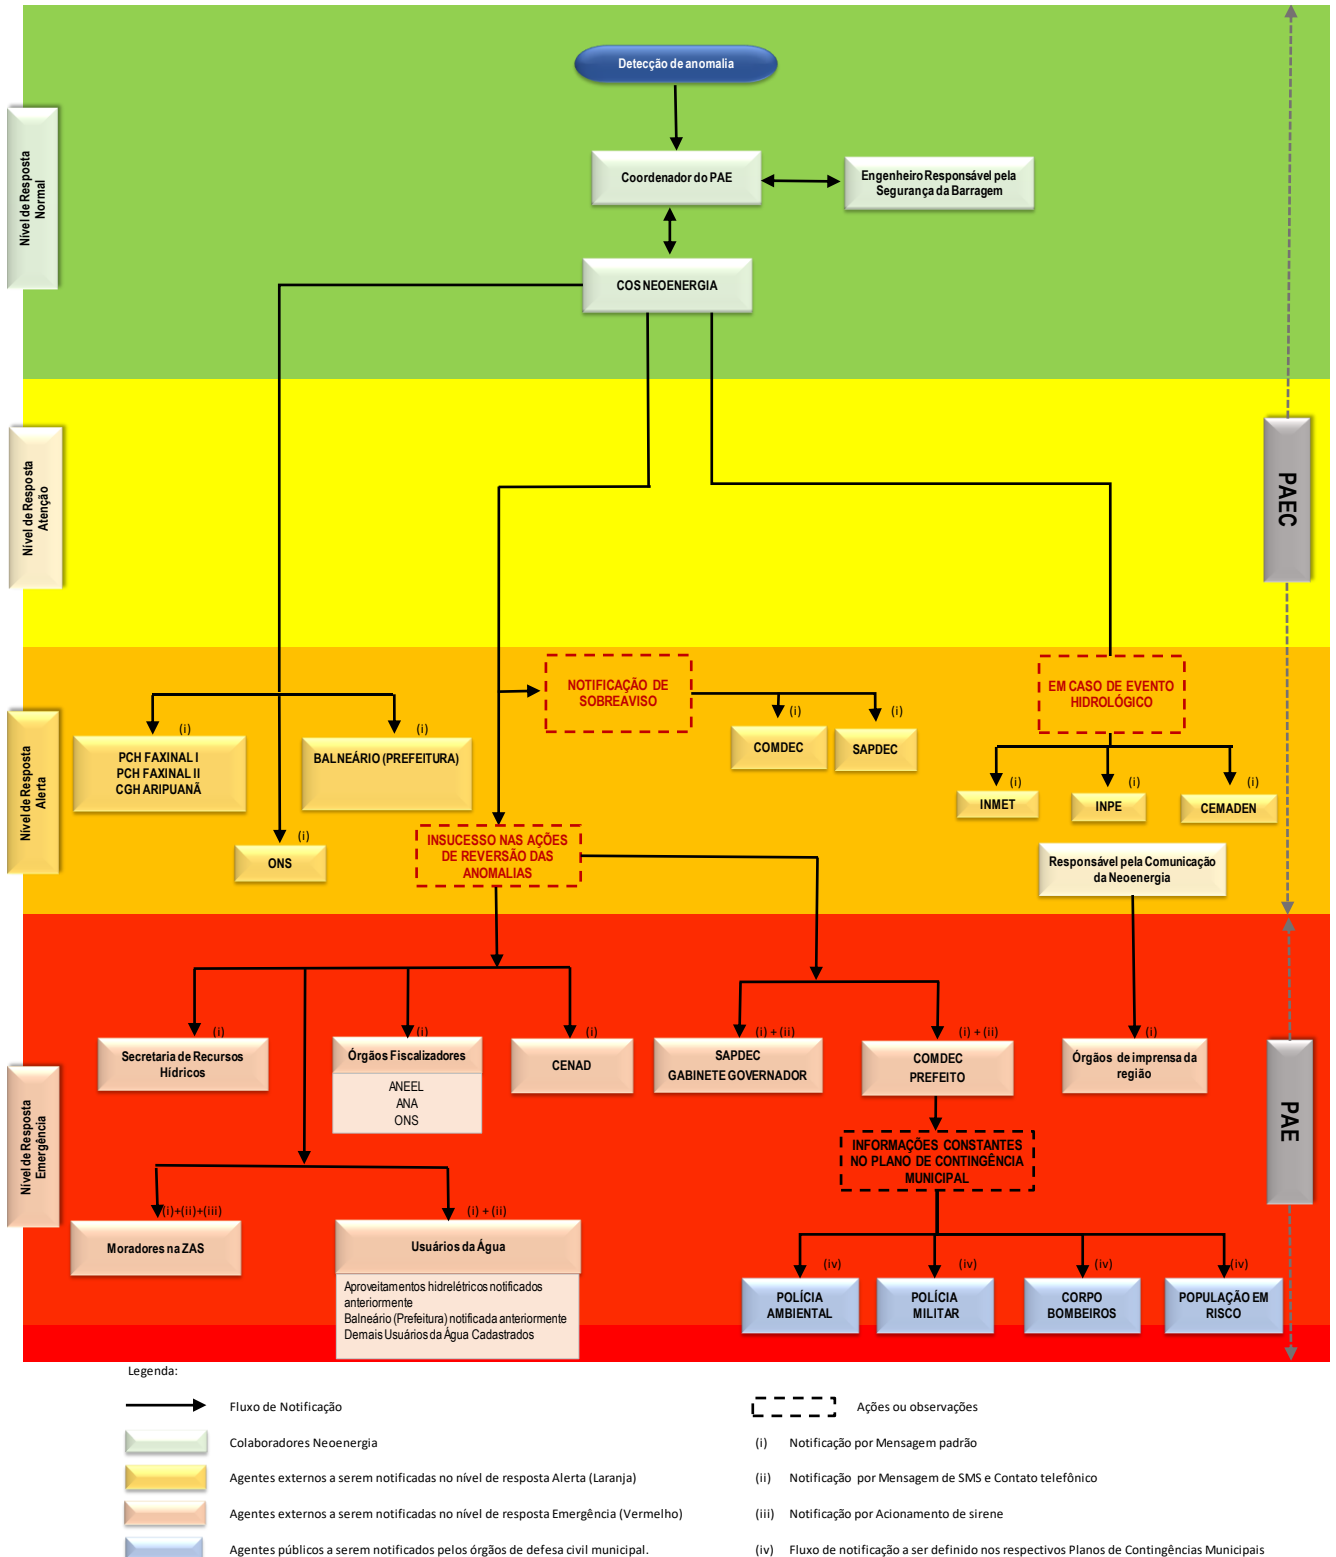 Detecção de anomalia
Nível de Resposta
Normal
Coordenador do PAE
Engenheiro Responsável pela
Segurança da Barragem
COS NEOENERGIA
Nível de Resposta
Atenção
PAEC
Nível de Resposta
Alerta
NOTIFICAÇÃO DE
SOBREAVISO
EM CASO DE EVENTO
HIDROLÓGICO
(i)
PCH FAXINAL I
PCH FAXINAL II
CGH ARIPUANÃ
(i)
BALNEÁRIO (PREFEITURA)
(i)
COMDEC
(i)
SAPDEC
(i)
INMET
(i)
INPE
(i)
CEMADEN
(i)
ONS
INSUCESSO NAS AÇÕES
DE REVERSÃO DAS
ANOMALIAS
Responsável pela Comunicação
da Neoenergia
Nível de Resposta
Emergência
PAE
(i)
Secretaria de Recursos
Hídricos
(i)
Órgãos Fiscalizadores
ANEEL
ANA
ONS
(i)
CENAD
(i) + (ii)
SAPDEC
GABINETE GOVERNADOR
(i) + (ii)
COMDEC
PREFEITO
(i)
Órgãos de imprensa da
região
INFORMAÇÕES CONSTANTES
NO PLANO DE CONTINGÊNCIA
MUNICIPAL
(i)+(ii)+(iii)
Moradores na ZAS
(i) + (ii)
Usuários da Água
Aproveitamentos hidrelétricos notificados
anteriormente
Balneário (Prefeitura) notificada anteriormente
Demais Usuários da Água Cadastrados
(iv)
POLÍCIA
AMBIENTAL
(iv)
POLÍCIA
MILITAR
(iv)
CORPO
BOMBEIROS
(iv)
POPULAÇÃO EM
RISCO
Legenda:
Fluxo de Notificação
Colaboradores Neoenergia
Agentes externos a serem notificadas no nível de resposta Alerta (Laranja)
Agentes externos a serem notificadas no nível de resposta Emergência (Vermelho)
Agentes públicos a serem notificados pelos órgãos de defesa civil municipal.
Ações ou observações
(i) Notificação por Mensagem padrão
(ii) Notificação por Mensagem de SMS e Contato telefônico
(iii) Notificação por Acionamento de sirene
(iv) Fluxo de notificação a ser definido nos respectivos Planos de Contingências Municipais